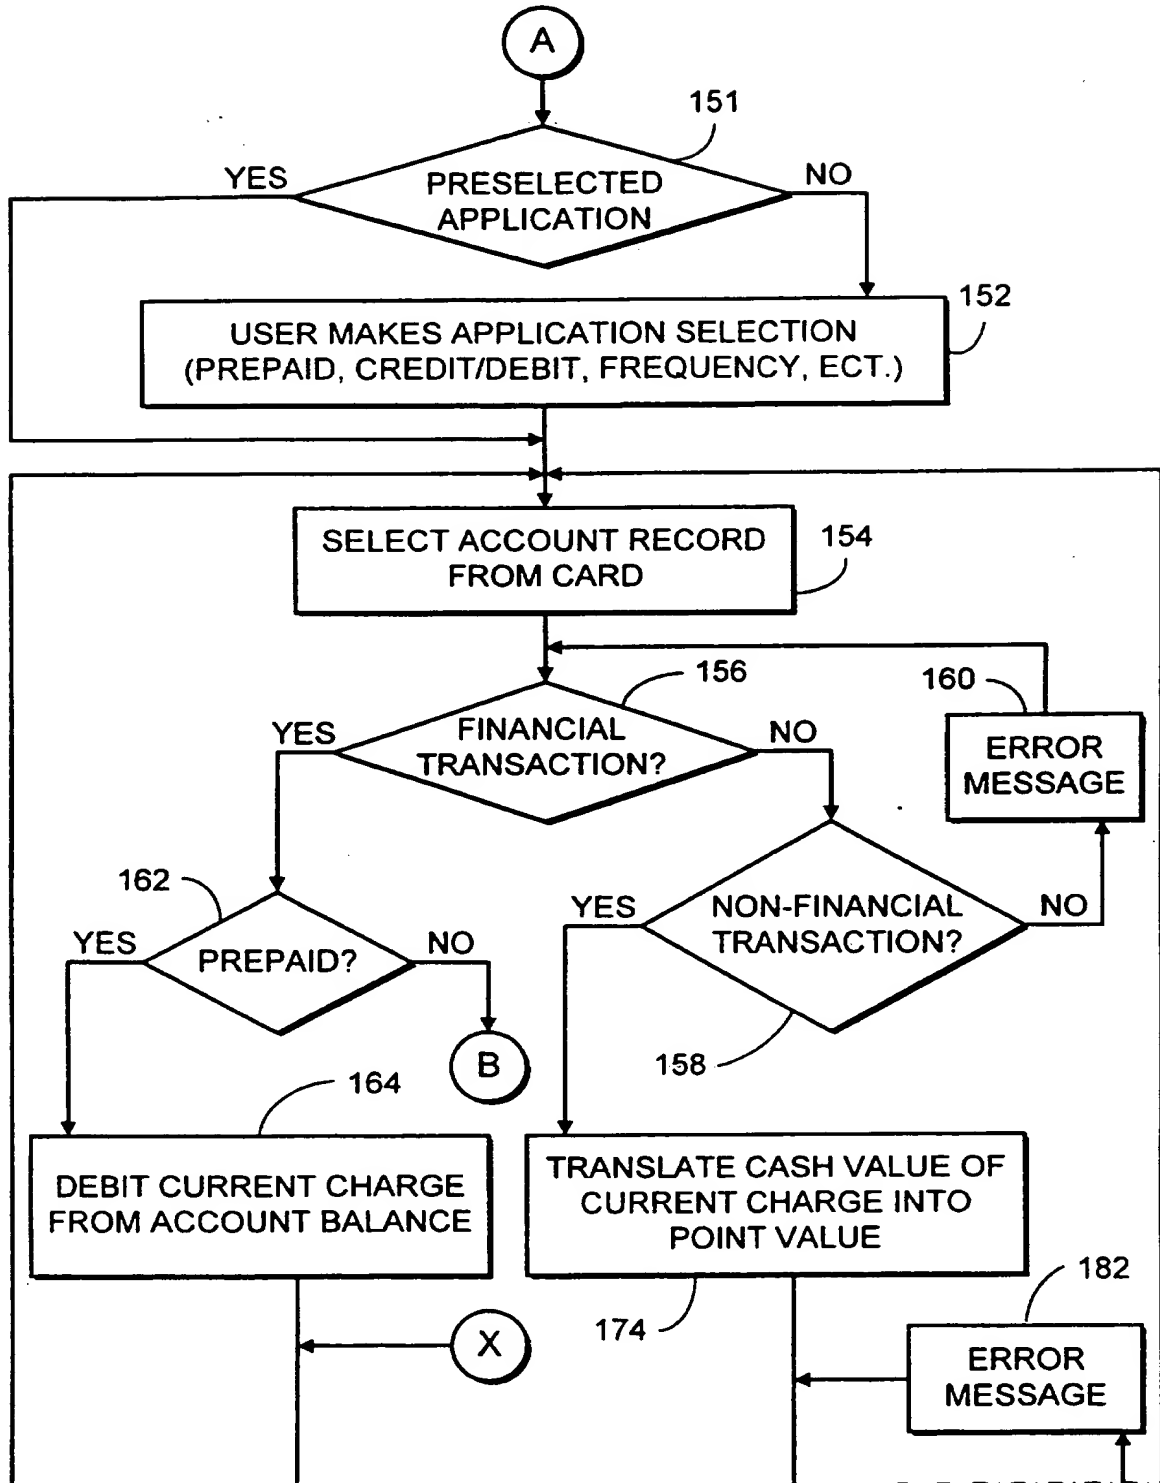 A
151
YES
NO
PRESELECTED
APPLICATION
152
USER MAKES APPLICATION SELECTION
(PREPAID, CREDIT/DEBIT, FREQUENCY, ECT.)
SELECT ACCOUNT RECORD
FROM CARD
154
156
160
YES
FINANCIAL
TRANSACTION?
NO
ERROR
MESSAGE
162
YES
NON-FINANCIAL
TRANSACTION?
NO
YES
PREPAID?
NO
B
158
164
DEBIT CURRENT CHARGE
FROM ACCOUNT BALANCE
TRANSLATE CASH VALUE OF
CURRENT CHARGE INTO
POINT VALUE
182
174
X
ERROR
MESSAGE